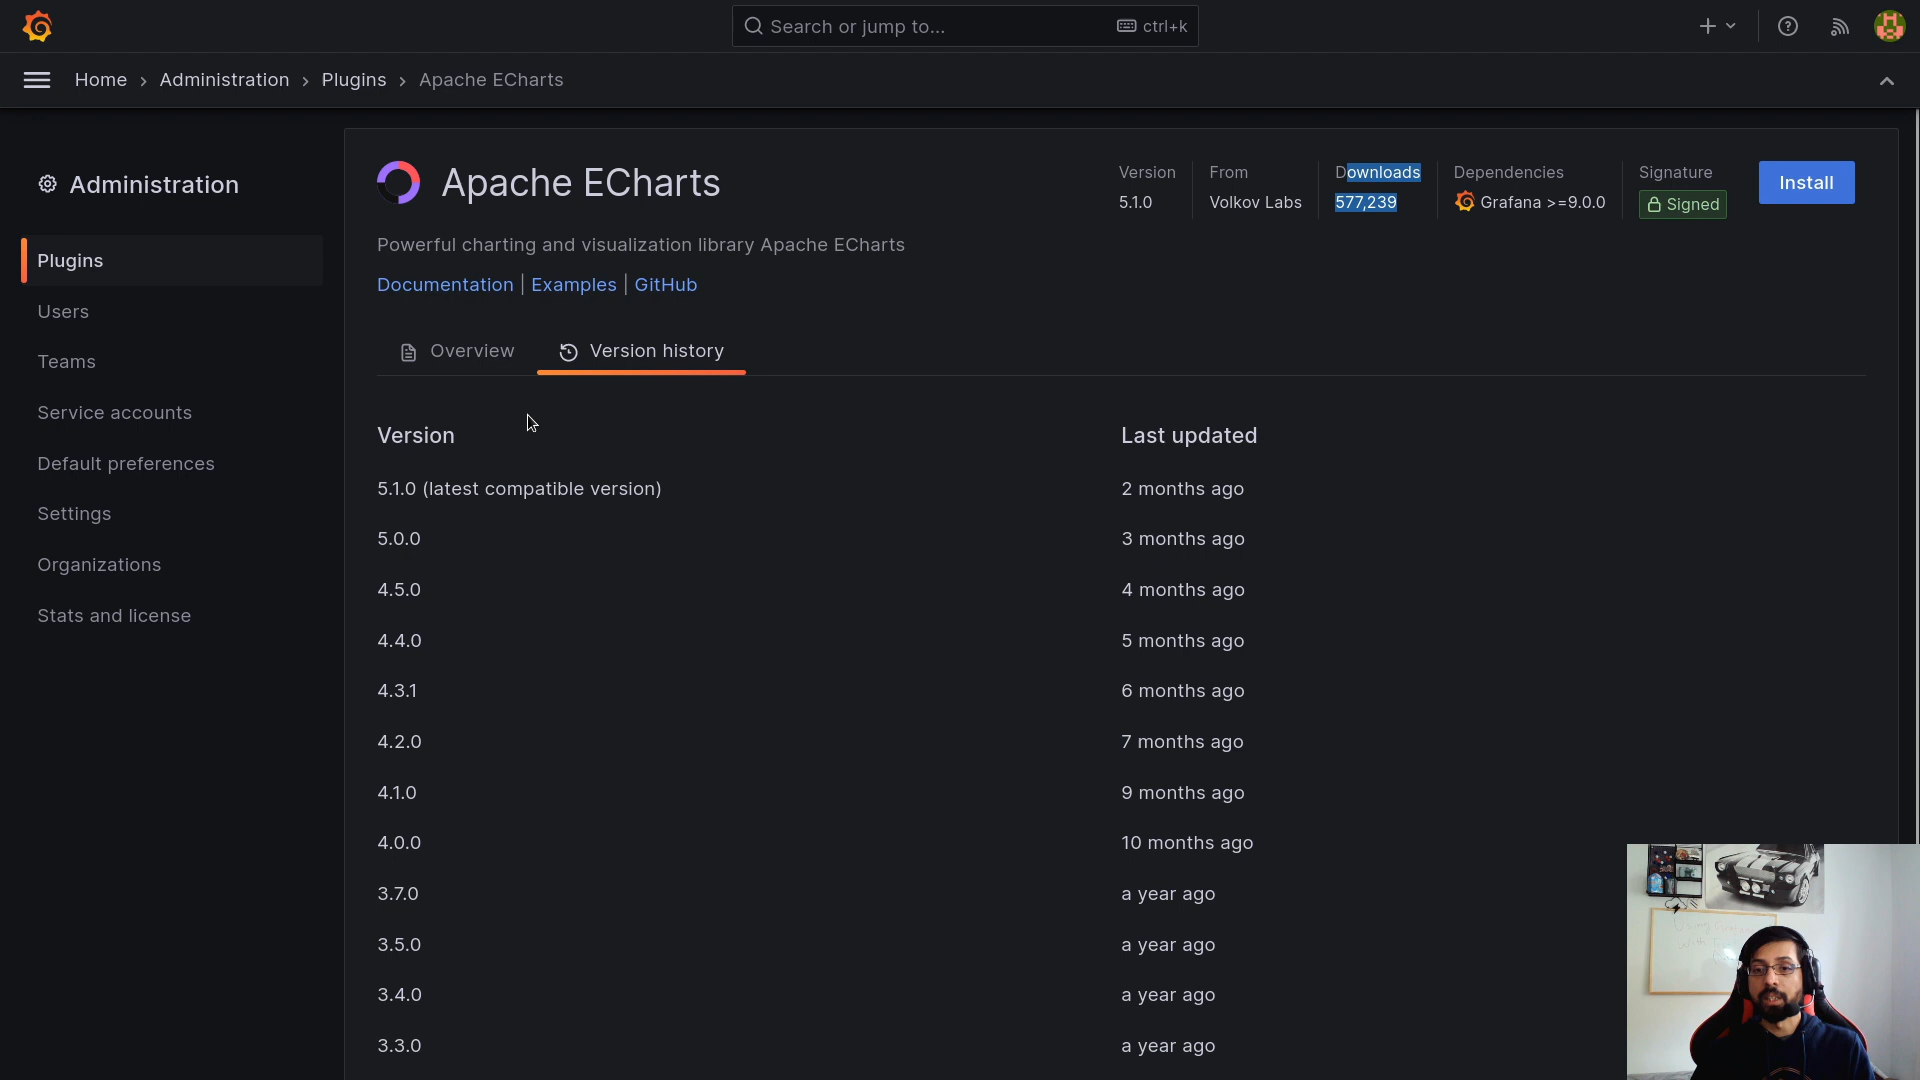 Search or jump to...
ctrl+k
Home
Administration
Plugins
Apache ECharts
Administration
Plugins
Users
Teams
Service accounts
Default preferences
Settings
Organizations
Stats and license
Apache ECharts
Powerful charting and visualization library Apache ECharts
Documentation | Examples | GitHub
Version
5.1.0
From
Volkov Labs
Downloads
577,239
Dependencies
Grafana >=9.0.0
Signature
Signed
Install
Overview
Version history
Version Last updated
5.1.0 (latest compatible version) 2 months ago
5.0.0 3 months ago
4.5.0 4 months ago
4.4.0 5 months ago
4.3.1 6 months ago
4.2.0 7 months ago
4.1.0 9 months ago
4.0.0 10 months ago
3.7.0 a year ago
3.5.0 a year ago
3.4.0 a year ago
3.3.0 a year ago